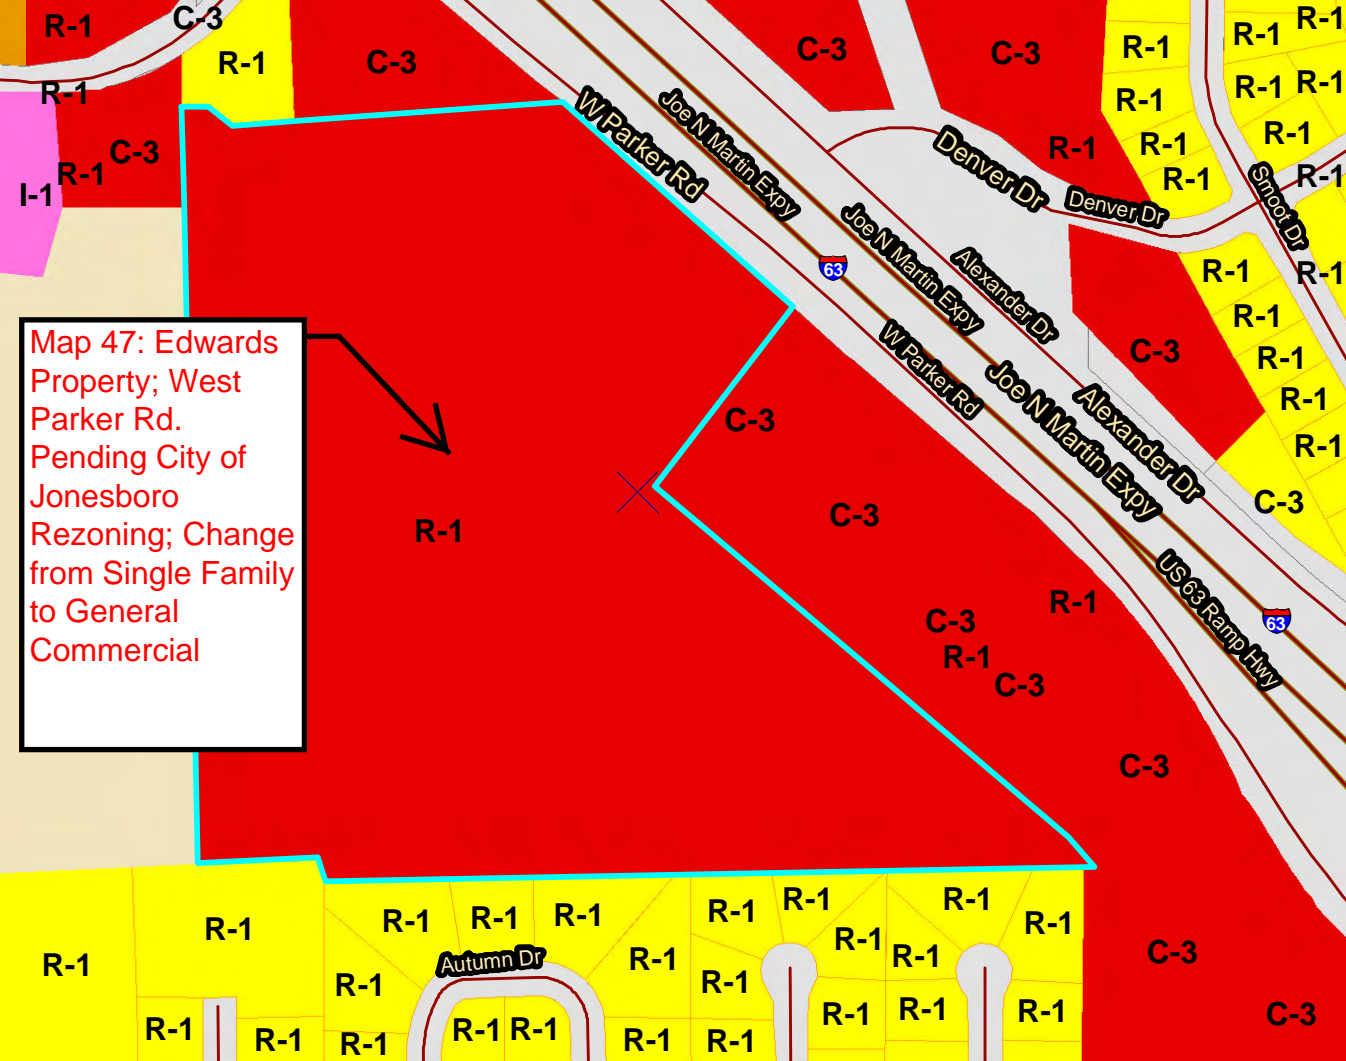 R-1
C-3
R-1
C-3
C-3
C-3
R-1
R-1
R-1
R-1
R-1
R-1
R-1
C-3
R-1
I-1
R-1
R-1
R-1
R-1
R-1
W Parker Rd
Joe N Martin Expy
Denver Dr
Denver Dr
Smoot Dr
63
Joe N Martin Expy
Alexander Dr
R-1
R-1
R-1
C-3
R-1
R-1
R-1
C-3
W Parker Rd
Joe N Martin Expy
Alexander Dr
Map 47: Edwards
Property; West
Parker Rd.
Pending City of
Jonesboro
Rezoning; Change
from Single Family
to General
Commercial
C-3
C-3
R-1
R-1
C-3
R-1
C-3
US 63 Ramp Hwy
63
C-3
R-1
R-1
R-1
R-1
R-1
R-1
R-1
R-1
R-1
R-1
R-1
C-3
Autumn Dr
R-1
R-1
R-1
R-1
R-1
R-1
R-1
C-3
R-1
R-1
R-1
R-1
R-1
R-1
R-1